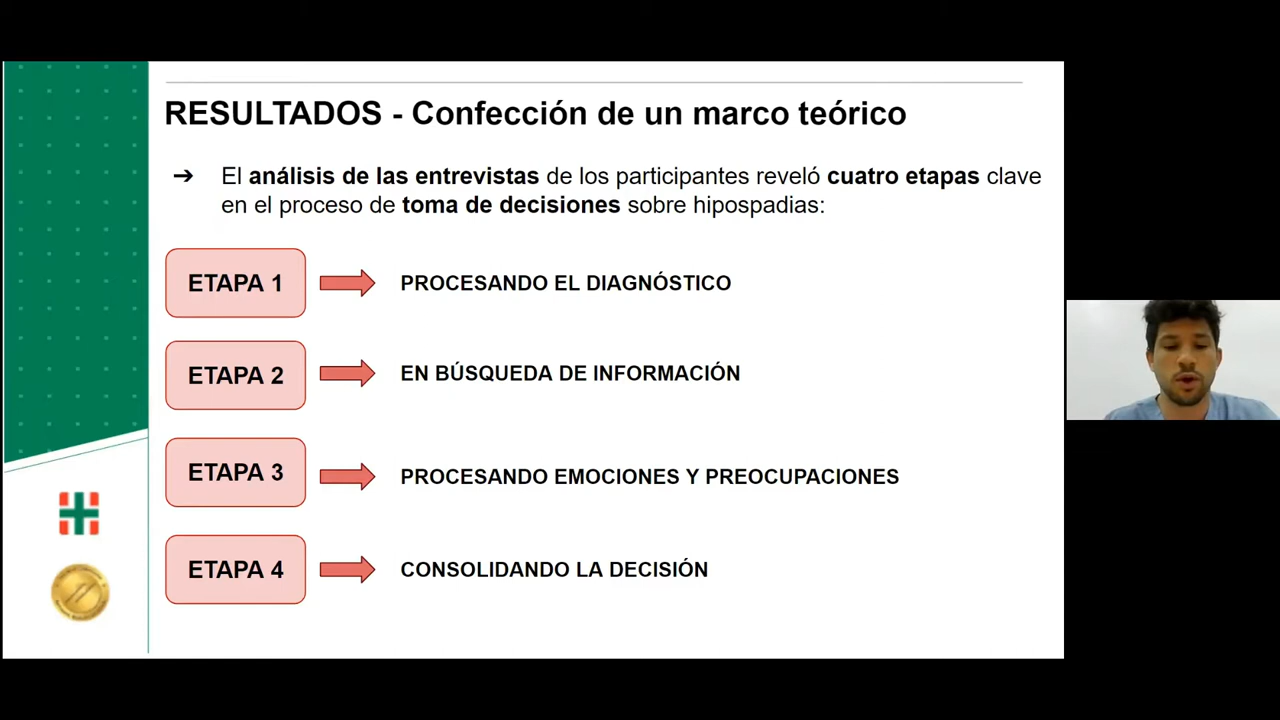 RESULTADOS - Confección de un marco teórico
➔ El análisis de las entrevistas de los participantes reveló cuatro etapas clave
en el proceso de toma de decisiones sobre hipospadias:
ETAPA 1 PROCESANDO EL DIAGNÓSTICO
ETAPA 2 EN BÚSQUEDA DE INFORMACIÓN
ETAPA 3 PROCESANDO EMOCIONES Y PREOCUPACIONES
ETAPA 4 CONSOLIDANDO LA DECISIÓN